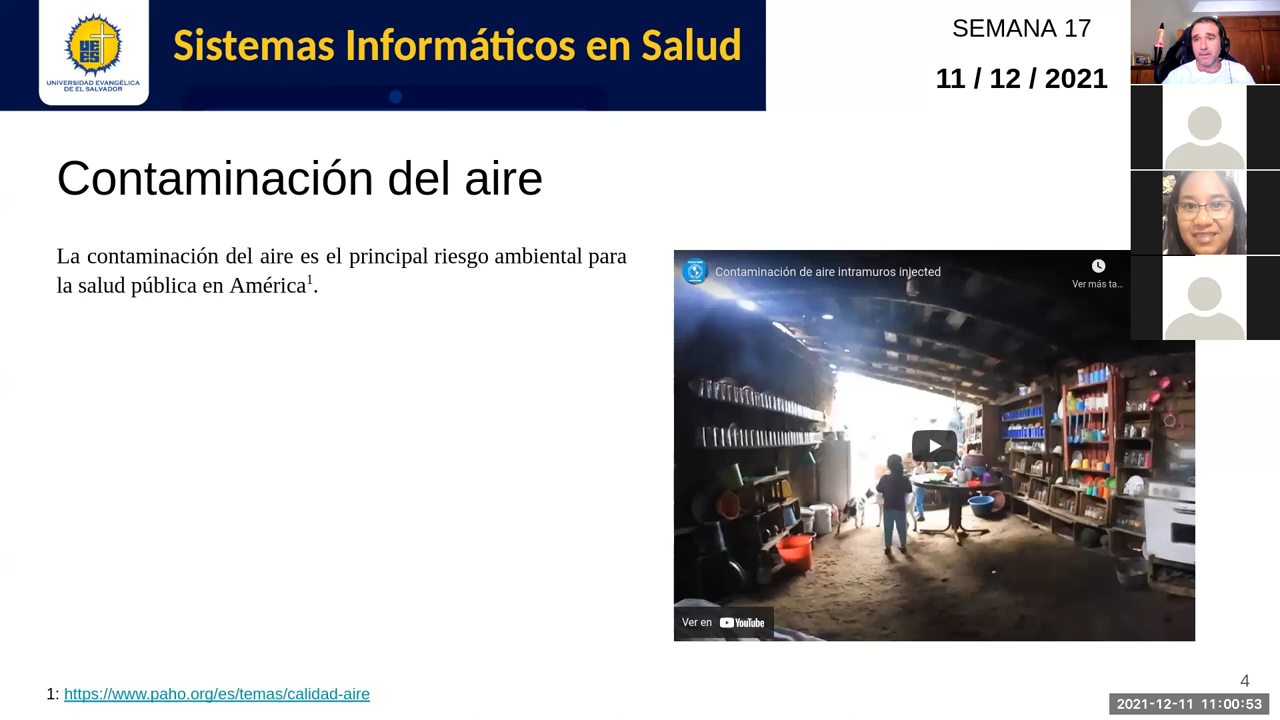 UNIVERSIDAD EVANGÉLICA
DE EL SALVADOR
Sistemas Informáticos en Salud
SEMANA 17
11 / 12 / 2021
Contaminación del aire
La contaminación del aire es el principal riesgo ambiental para
la salud pública en América¹.
Contaminación de aire intramuros injected
Ver más ta...
Ver en YouTube
1: https://www.paho.org/es/temas/calidad-aire
4
2021-12-11 11:00:53